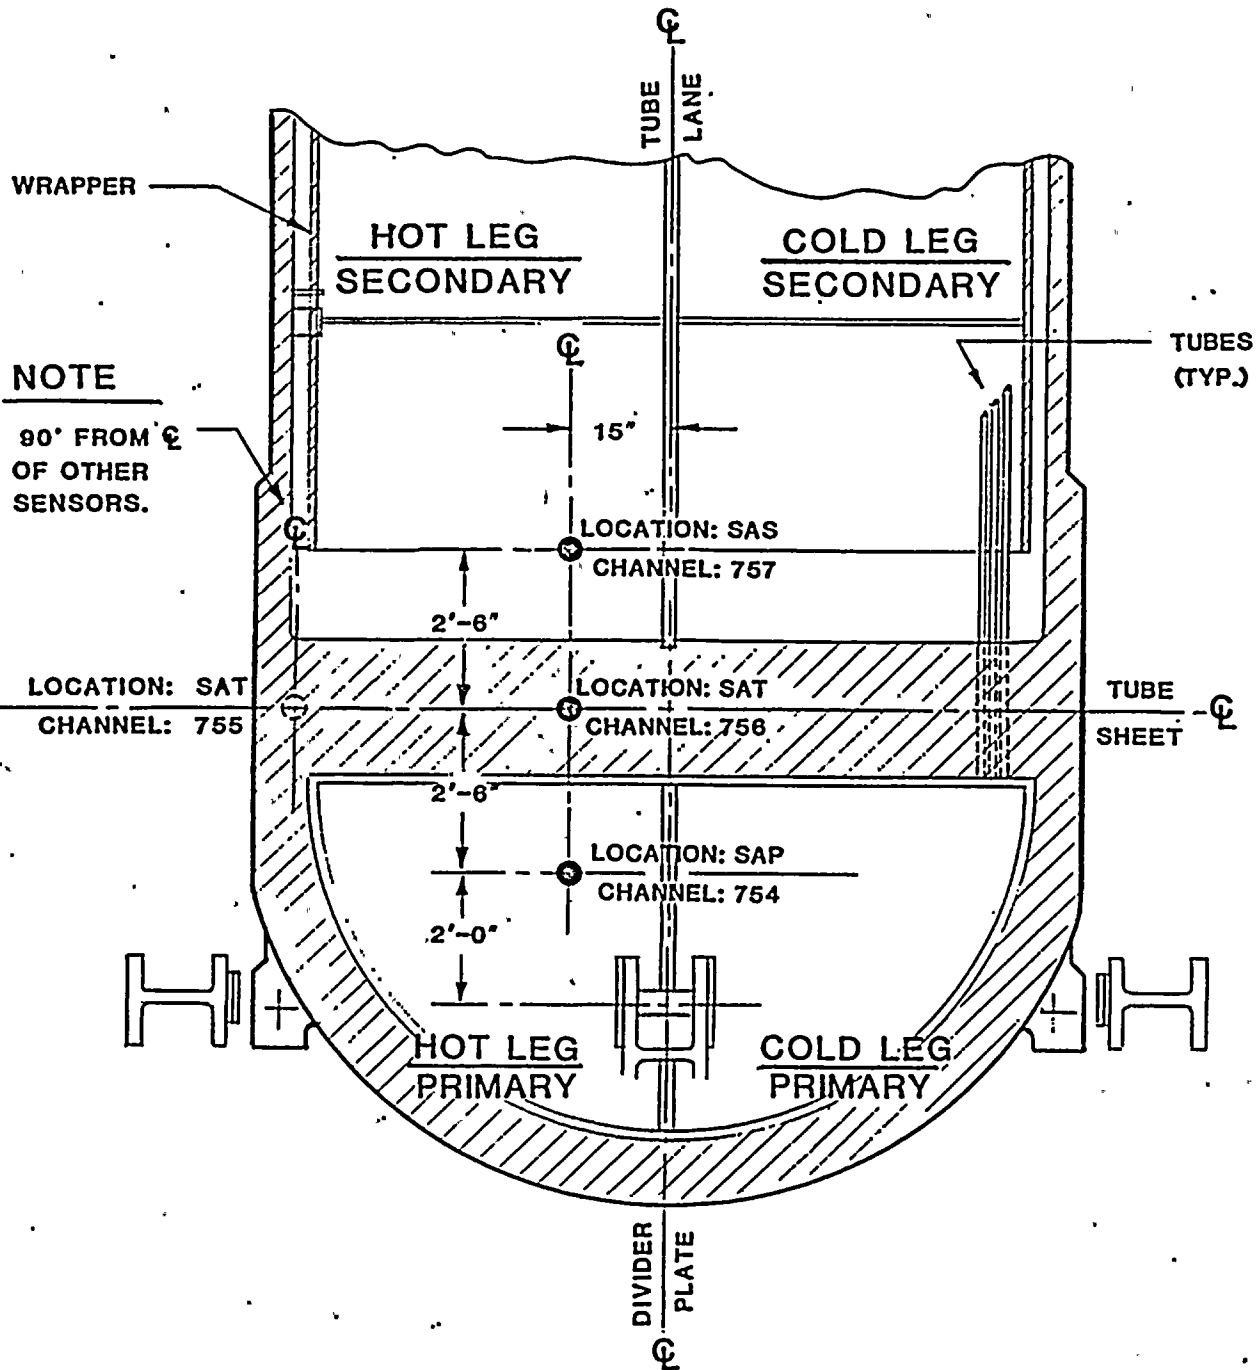 ℄
TUBE LANE
WRAPPER
HOT LEG
SECONDARY
COLD LEG
SECONDARY
℄
TUBES
(TYP.)
NOTE
90° FROM ℄
OF OTHER
SENSORS.
15"
℄
LOCATION: SAS
CHANNEL: 757
2'-6"
LOCATION: SAT
CHANNEL: 755
LOCATION: SAT
CHANNEL: 756
TUBE
SHEET
℄
2'-6"
LOCATION: SAP
CHANNEL: 754
2'-0"
HOT LEG
PRIMARY
COLD LEG
PRIMARY
DIVIDER PLATE
℄